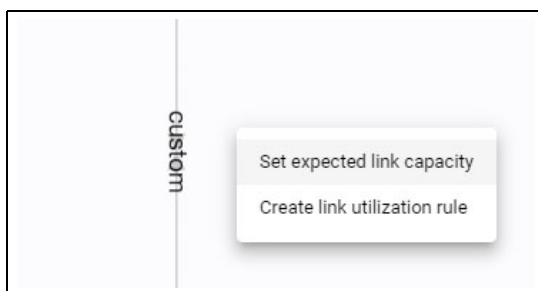 custom
Set expected link capacity
Create link utilization rule